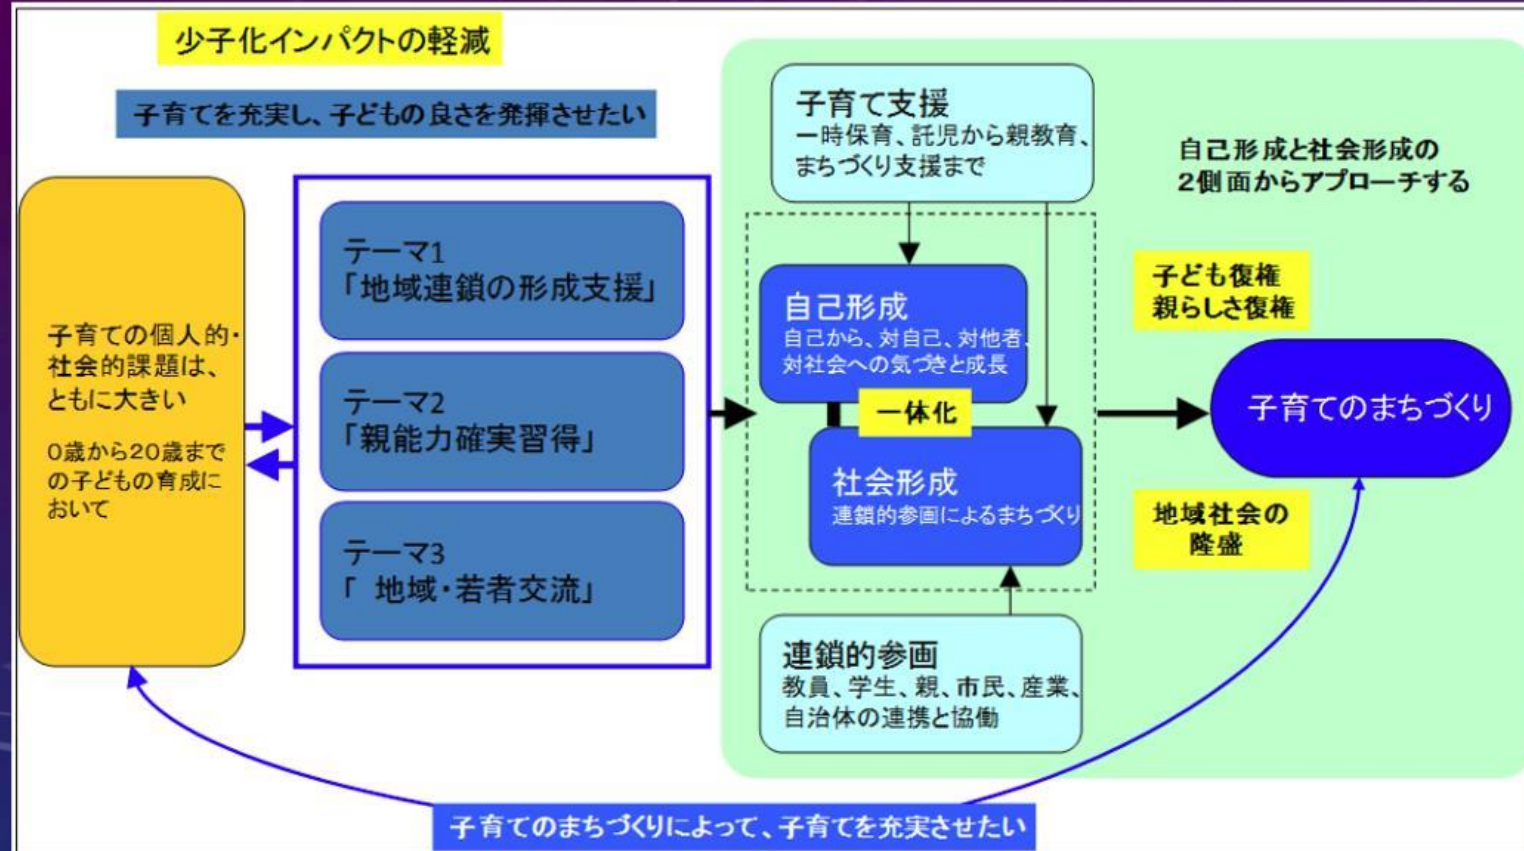 少子化インパクトの軽減
子育てを充実し、子どもの良さを発揮させたい
子育ての個人的・
社会的課題は、
ともに大きい
0歳から20歳まで
の子どもの育成に
おいて
テーマ1
「地域連鎖の形成支援」
テーマ2
「親能力確実習得」
テーマ3
「 地域・若者交流」
子育て支援
一時保育、託児から親教育、
まちづくり支援まで
自己形成と社会形成の
2側面からアプローチする
自己形成
自己から、対自己、対他者、
対社会への気づきと成長
一体化
社会形成
連鎖的参画によるまちづくり
連鎖的参画
教員、学生、親、市民、産業、
自治体の連携と協働
子ども復権
親らしさ復権
子育てのまちづくり
地域社会の
隆盛
子育てのまちづくりによって、子育てを充実させたい